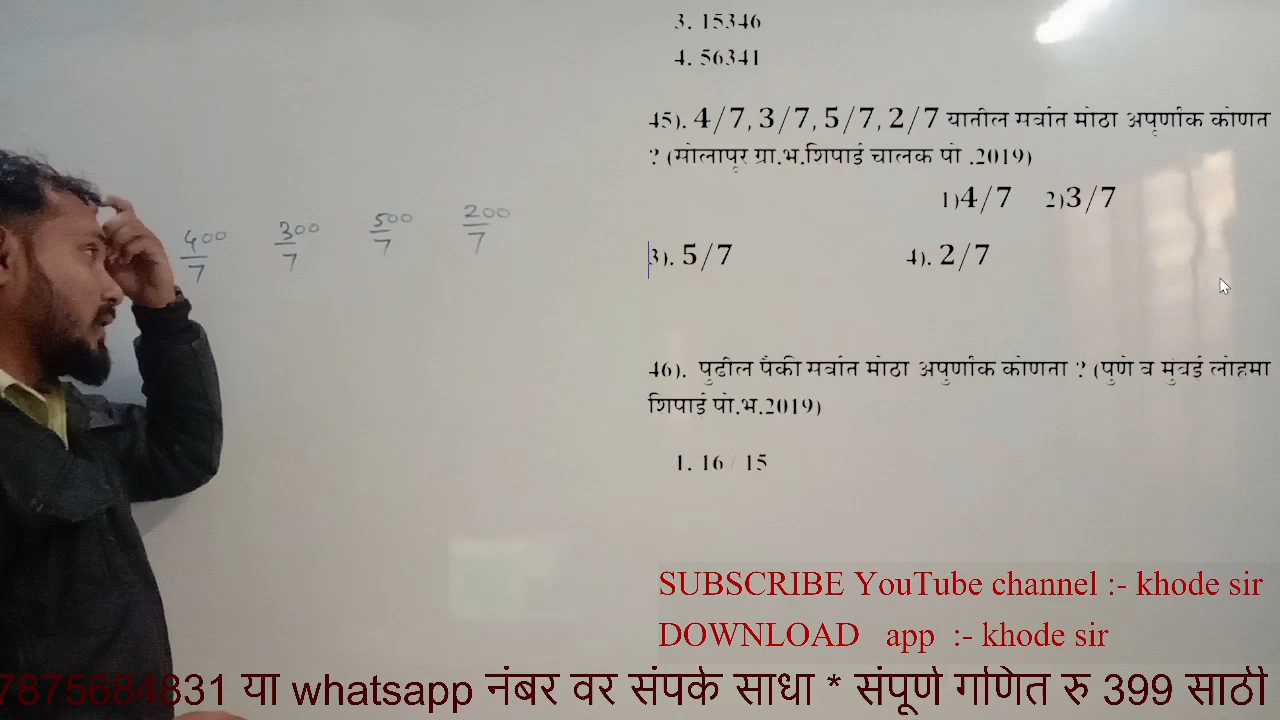 3. 15346
4. 56341
45). 4/7, 3/7, 5/7, 2/7 यातील सर्वात मोठा अपूर्णांक कोणता
? (सोलापूर ग्रा.भ.शिपाई चालक पो .2019)
1)4/7 2)3/7
3). 5/7 4). 2/7
400/7 300/7 500/7 200/7
46). पुढील पैकी सर्वात मोठा अपुर्णांक कोणता ? (पुणे व मुंबई लोहमा
शिपाई पो.भ.2019)
1. 16 / 15
SUBSCRIBE YouTube channel :- khode sir
DOWNLOAD app :- khode sir
7875684831 या whatsapp नंबर वर संपर्क साधा * संपूर्ण गणित रु 399 साठी